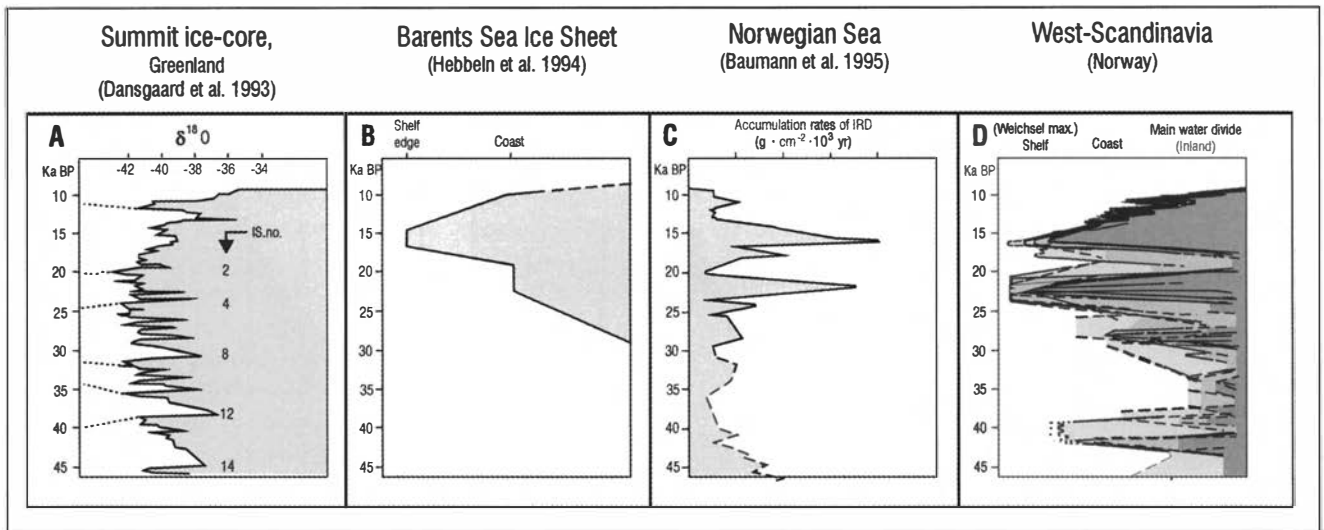 Summit ice-core,
Greenland
(Dansgaard et al. 1993)
Barents Sea Ice Sheet
(Hebbeln et al. 1994)
Norwegian Sea
(Baumann et al. 1995)
West-Scandinavia
(Norway)
A
δ¹⁸O
-42 -40 -38 -36 -34
Ka BP
10
15
20
25
30
35
40
45
IS.no.
2
4
8
12
14
B
Shelf
edge
Coast
Ka BP
10
15
20
25
30
35
40
45
C
Accumulation rates of IRD
(g · cm⁻² · 10³ yr)
Ka BP
10
15
20
25
30
35
40
45
D
(Weichsel max.)
Shelf
Coast
Main water divide
(Inland)
Ka BP
10
15
20
25
30
35
40
45